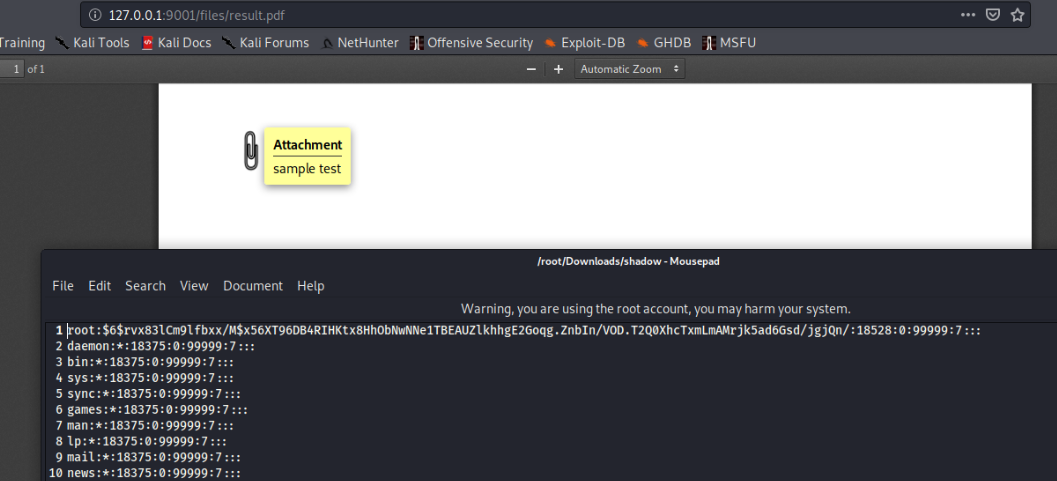 127.0.0.1:9001/files/result.pdf
Training Kali Tools Kali Docs Kali Forums NetHunter Offensive Security Exploit-DB GHDB MSFU
1 of 1 — + Automatic Zoom
Attachment
sample test
/root/Downloads/shadow - Mousepad
File Edit Search View Document Help
Warning, you are using the root account, you may harm your system.
1 root:$6$rvx83lCm9lfbxx/M$x56XT96DB4RIHKtx8HhObNwNNe1TBEAUZlkhhgE2Goqg.ZnbIn/VOD.T2Q0XhcTxmLmAMrjk5ad6Gsd/jgjQn/:18528:0:99999:7:::
2 daemon:*:18375:0:99999:7:::
3 bin:*:18375:0:99999:7:::
4 sys:*:18375:0:99999:7:::
5 sync:*:18375:0:99999:7:::
6 games:*:18375:0:99999:7:::
7 man:*:18375:0:99999:7:::
8 lp:*:18375:0:99999:7:::
9 mail:*:18375:0:99999:7:::
10 news:*:18375:0:99999:7:::